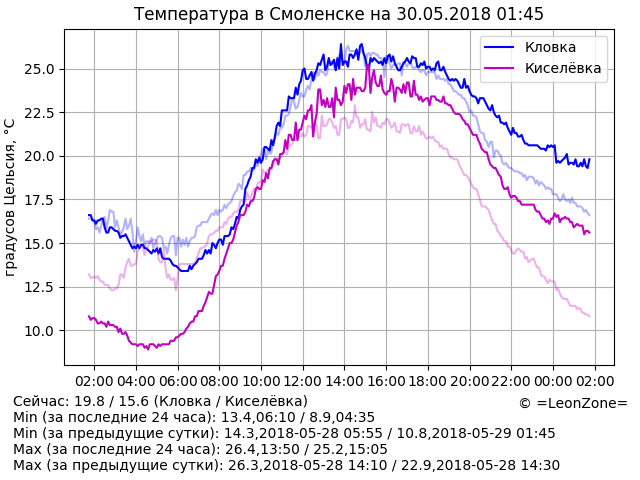 Температура в Смоленске на 30.05.2018 01:45
Кловка
Киселёвка
градусов Цельсия, °C
25.0
22.5
20.0
17.5
15.0
12.5
10.0
02:00 04:00 06:00 08:00 10:00 12:00 14:00 16:00 18:00 20:00 22:00 00:00 02:00
Сейчас: 19.8 / 15.6 (Кловка / Киселёвка)
© =LeonZone=
Min (за последние 24 часа): 13.4,06:10 / 8.9,04:35
Min (за предыдущие сутки): 14.3,2018-05-28 05:55 / 10.8,2018-05-29 01:45
Max (за последние 24 часа): 26.4,13:50 / 25.2,15:05
Max (за предыдущие сутки): 26.3,2018-05-28 14:10 / 22.9,2018-05-28 14:30